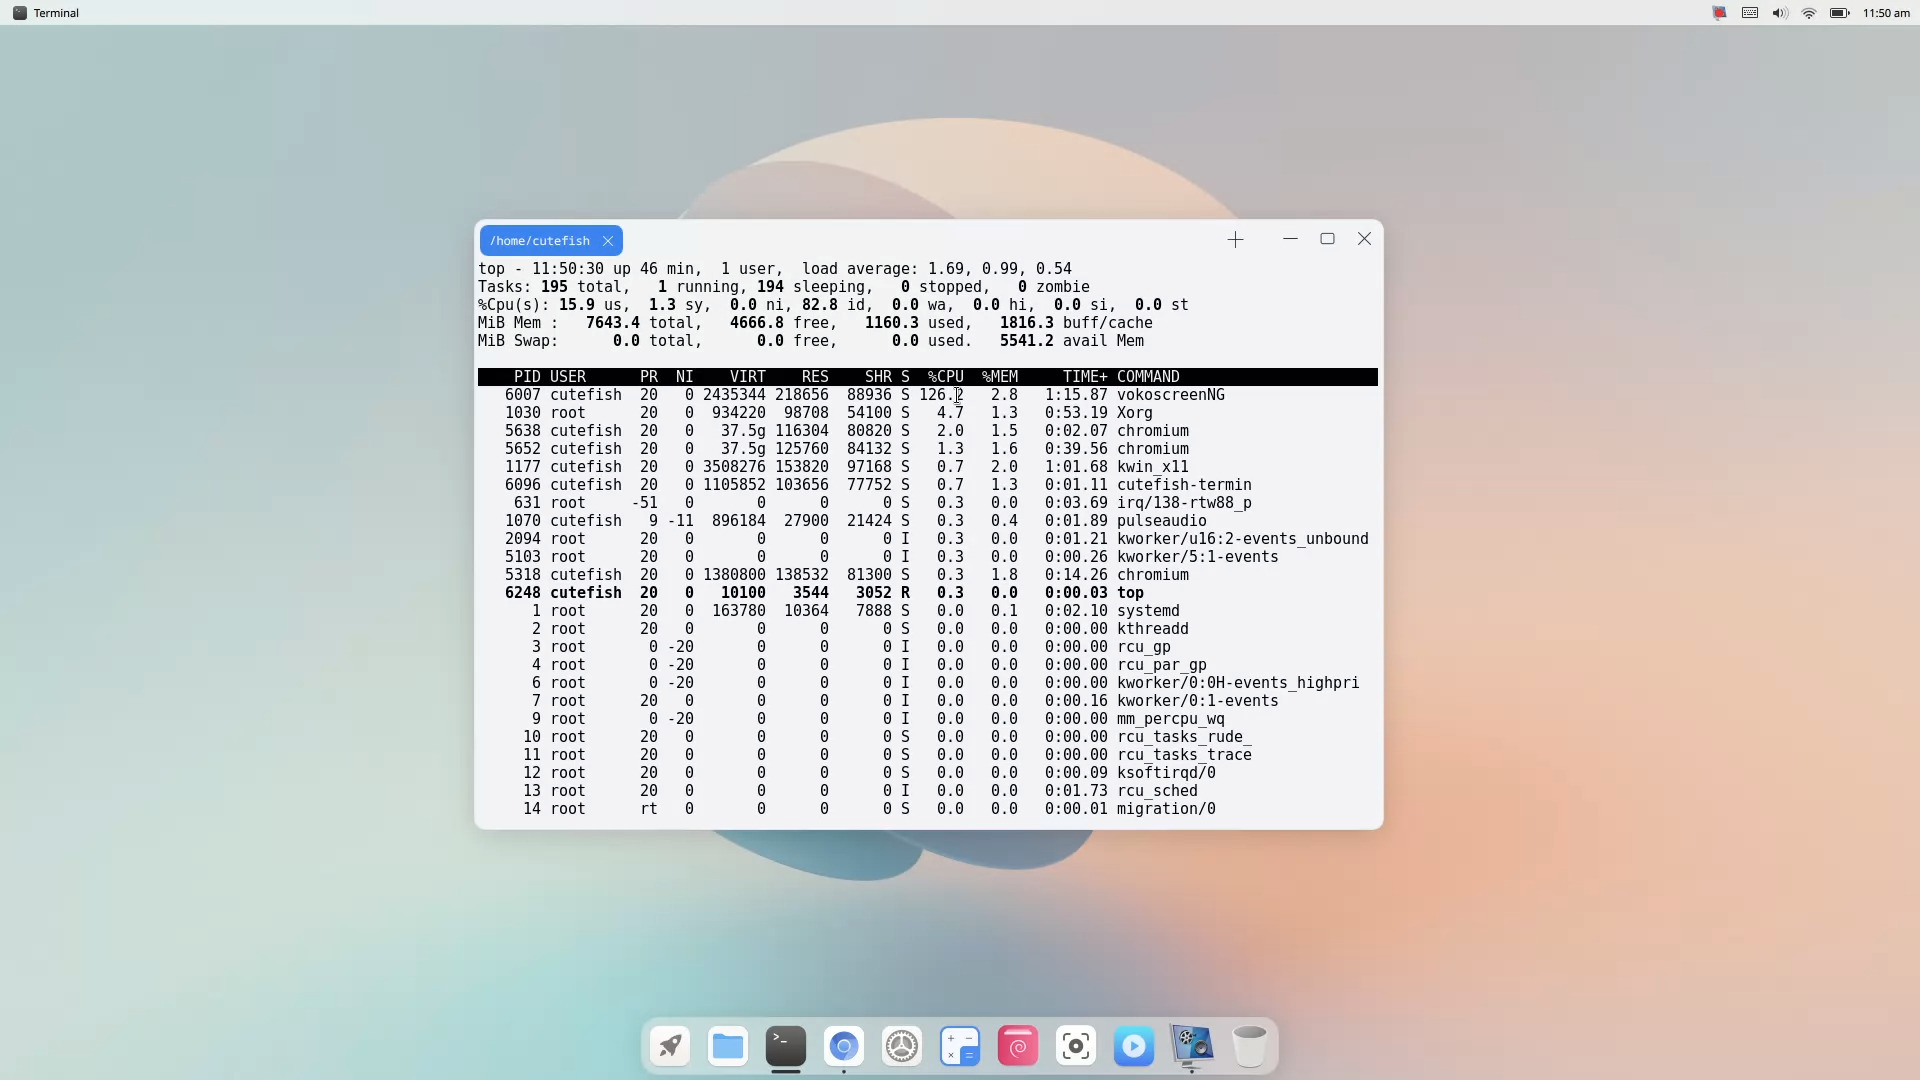 Terminal
11:50 am
/home/cutefish
top - 11:50:30 up 46 min,  1 user,  load average: 1.69, 0.99, 0.54
Tasks: 195 total,   1 running, 194 sleeping,   0 stopped,   0 zombie
%Cpu(s): 15.9 us,  1.3 sy,  0.0 ni, 82.8 id,  0.0 wa,  0.0 hi,  0.0 si,  0.0 st
MiB Mem :   7643.4 total,   4666.8 free,   1160.3 used,   1816.3 buff/cache
MiB Swap:      0.0 total,      0.0 free,      0.0 used.   5541.2 avail Mem
PID USER      PR  NI    VIRT    RES    SHR S  %CPU  %MEM     TIME+ COMMAND
6007 cutefish  20   0 2435344 218656  88936 S 126.2   2.8   1:15.87 vokoscreenNG
1030 root      20   0  934220  98708  54100 S   4.7   1.3   0:53.19 Xorg
5638 cutefish  20   0   37.5g 116304  80820 S   2.0   1.5   0:02.07 chromium
5652 cutefish  20   0   37.5g 125760  84132 S   1.3   1.6   0:39.56 chromium
1177 cutefish  20   0 3508276 153820  97168 S   0.7   2.0   1:01.68 kwin_x11
6096 cutefish  20   0 1105852 103656  77752 S   0.7   1.3   0:01.11 cutefish-termin
631 root     -51   0       0      0      0 S   0.3   0.0   0:03.69 irq/138-rtw88_p
1070 cutefish   9 -11  896184  27900  21424 S   0.3   0.4   0:01.89 pulseaudio
2094 root      20   0       0      0      0 I   0.3   0.0   0:01.21 kworker/u16:2-events_unbound
5103 root      20   0       0      0      0 I   0.3   0.0   0:00.26 kworker/5:1-events
5318 cutefish  20   0 1380800 138532  81300 S   0.3   1.8   0:14.26 chromium
6248 cutefish  20   0   10100   3544   3052 R   0.3   0.0   0:00.03 top
1 root      20   0  163780  10364   7888 S   0.0   0.1   0:02.10 systemd
2 root      20   0       0      0      0 S   0.0   0.0   0:00.00 kthreadd
3 root       0 -20       0      0      0 I   0.0   0.0   0:00.00 rcu_gp
4 root       0 -20       0      0      0 I   0.0   0.0   0:00.00 rcu_par_gp
6 root       0 -20       0      0      0 I   0.0   0.0   0:00.00 kworker/0:0H-events_highpri
7 root      20   0       0      0      0 I   0.0   0.0   0:00.16 kworker/0:1-events
9 root       0 -20       0      0      0 I   0.0   0.0   0:00.00 mm_percpu_wq
10 root      20   0       0      0      0 S   0.0   0.0   0:00.00 rcu_tasks_rude_
11 root      20   0       0      0      0 S   0.0   0.0   0:00.00 rcu_tasks_trace
12 root      20   0       0      0      0 S   0.0   0.0   0:00.09 ksoftirqd/0
13 root      20   0       0      0      0 I   0.0   0.0   0:01.73 rcu_sched
14 root      rt   0       0      0      0 S   0.0   0.0   0:00.01 migration/0